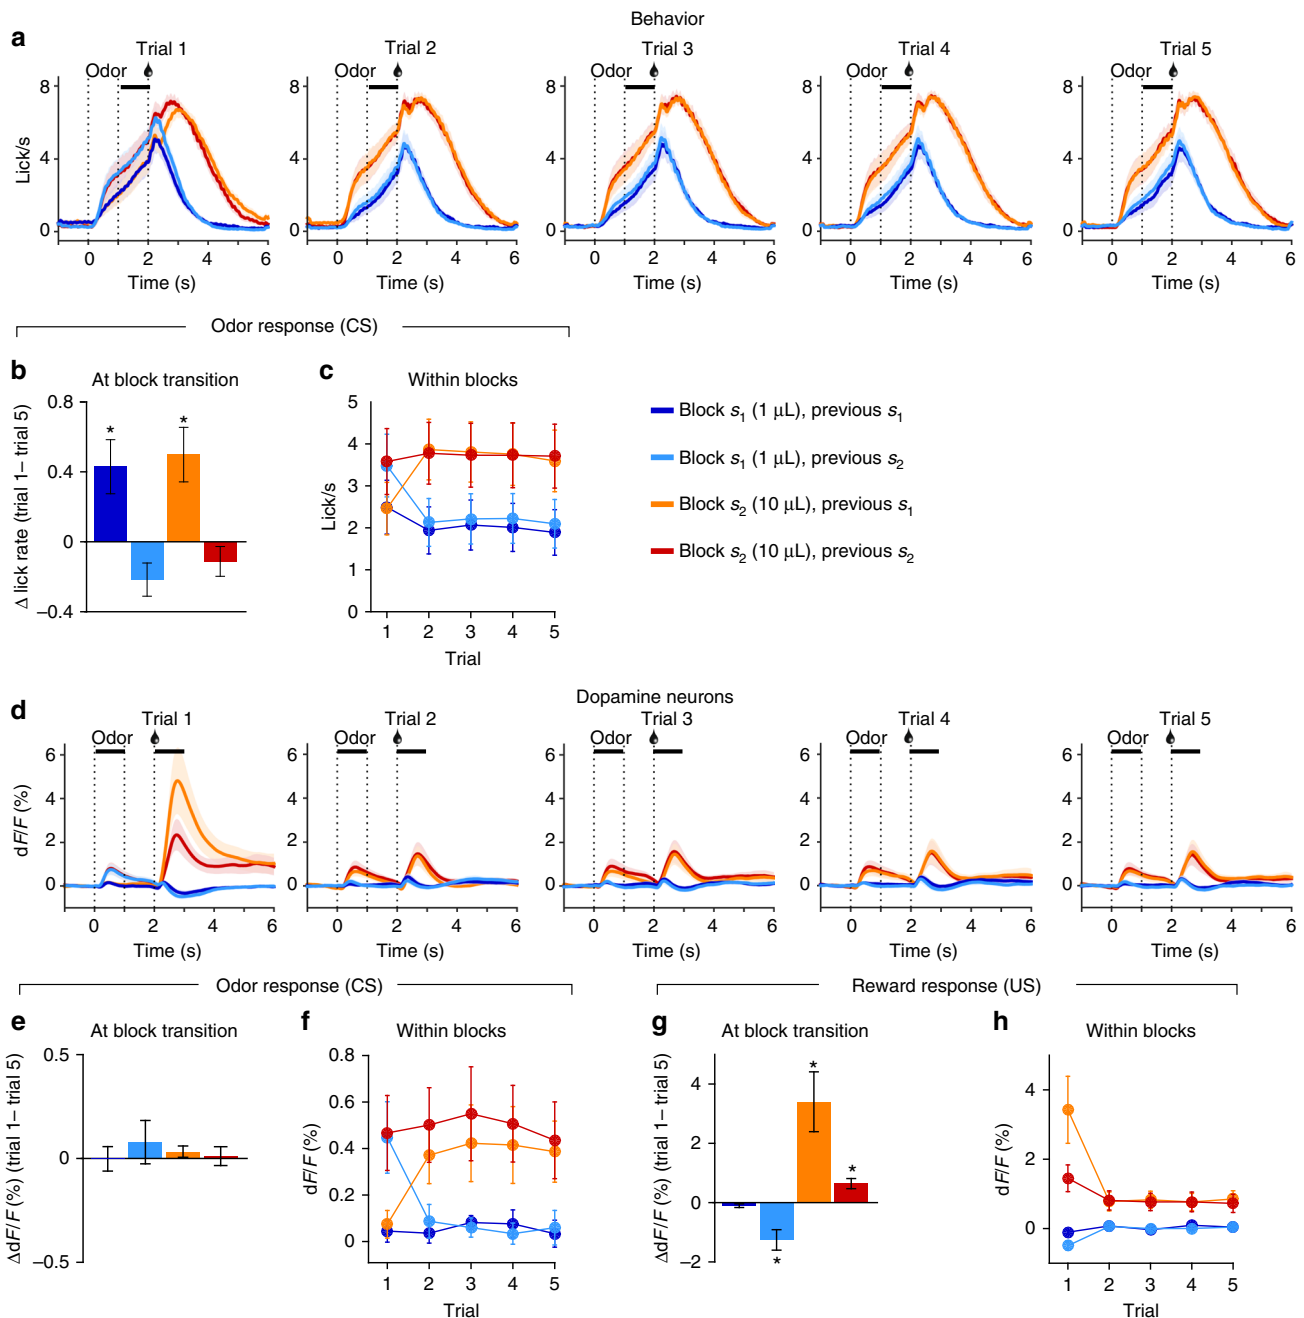 Behavior
a
Trial 1
Trial 2
Trial 3
Trial 4
Trial 5
Odor
Odor
Odor
Odor
Odor
Lick/s
8
4
0
8
4
0
8
4
0
8
4
0
8
4
0
0 2 4 6
0 2 4 6
0 2 4 6
0 2 4 6
0 2 4 6
Time (s)
Time (s)
Time (s)
Time (s)
Time (s)
Odor response (CS)
b
At block transition
Δ lick rate (trial 1– trial 5)
0.8
0.4
0
–0.4
*
*
c
Within blocks
Lick/s
5
4
3
2
1
0
1 2 3 4 5
Trial
Block s1 (1 μL), previous s1
Block s1 (1 μL), previous s2
Block s2 (10 μL), previous s1
Block s2 (10 μL), previous s2
Dopamine neurons
d
Trial 1
Trial 2
Trial 3
Trial 4
Trial 5
Odor
Odor
Odor
Odor
Odor
dF/F (%)
6
4
2
0
6
4
2
0
6
4
2
0
6
4
2
0
6
4
2
0
0 2 4 6
0 2 4 6
0 2 4 6
0 2 4 6
0 2 4 6
Time (s)
Time (s)
Time (s)
Time (s)
Time (s)
Odor response (CS)
Reward response (US)
e
At block transition
ΔdF/F (%) (trial 1– trial 5)
0.5
0
–0.5
f
Within blocks
dF/F (%)
0.8
0.6
0.4
0.2
0
1 2 3 4 5
Trial
g
At block transition
ΔdF/F (%) (trial 1– trial 5)
4
2
0
–2
*
*
*
h
Within blocks
dF/F (%)
4
2
0
1 2 3 4 5
Trial